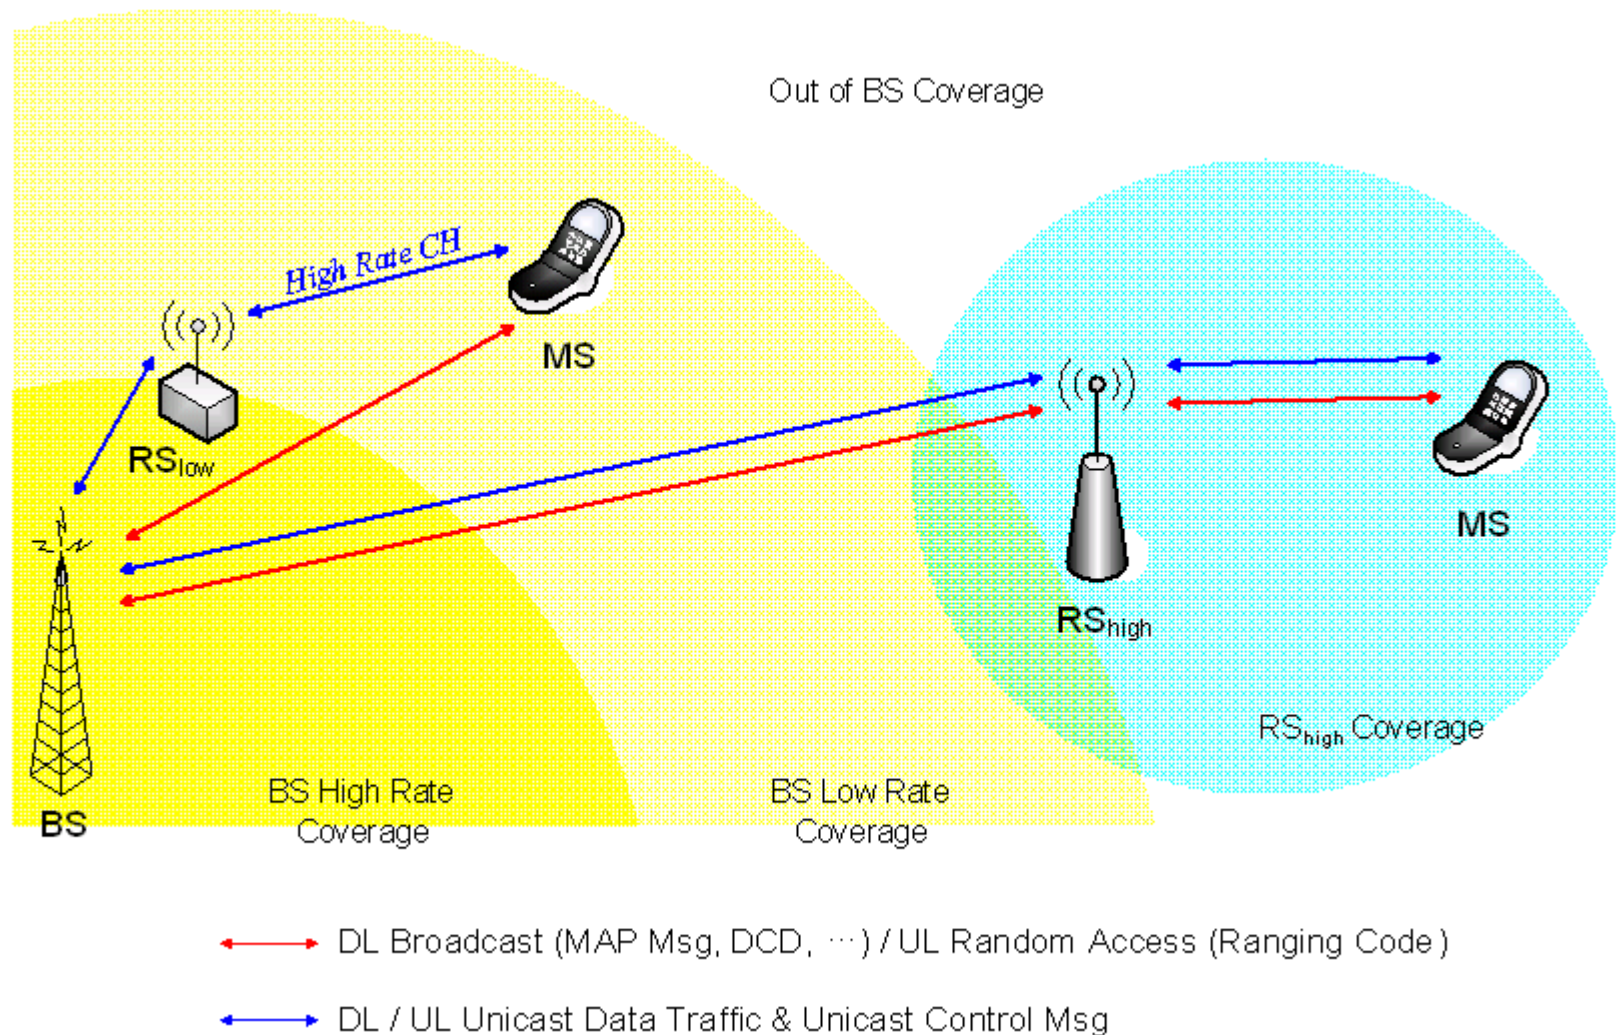 Out of BS Coverage
High Rate CH
MS
RSlow
RShigh
MS
RShigh Coverage
BS High Rate
Coverage
BS Low Rate
Coverage
BS
DL Broadcast (MAP Msg, DCD, ⋯) / UL Random Access (Ranging Code)
DL / UL Unicast Data Traffic & Unicast Control Msg